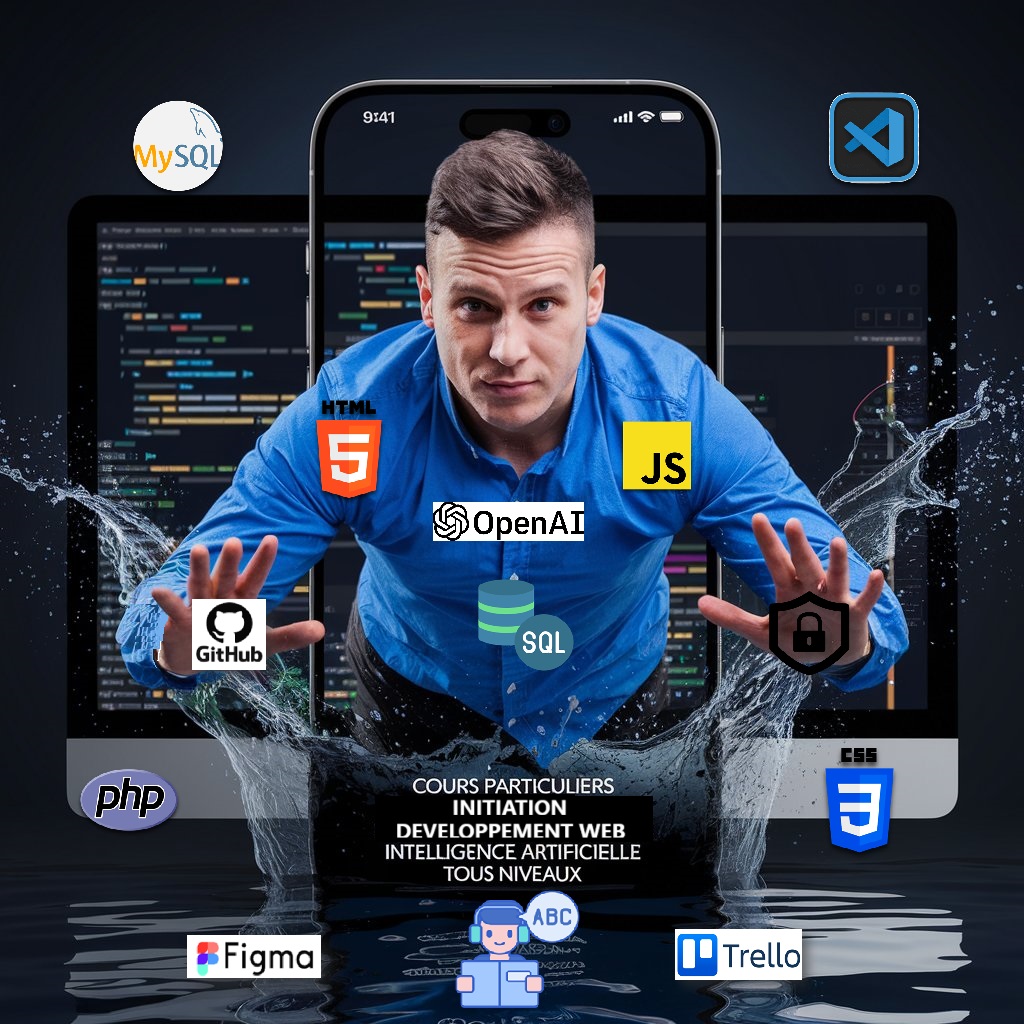 9:41
MySQL
HTML
5
JS
OpenAI
SQL
GitHub
php
CSS
3
COURS PARTICULIERS
INITIATION
DEVELOPPEMENT WEB
INTELLIGENCE ARTIFICIELLE
TOUS NIVEAUX
ABC
Figma
Trello